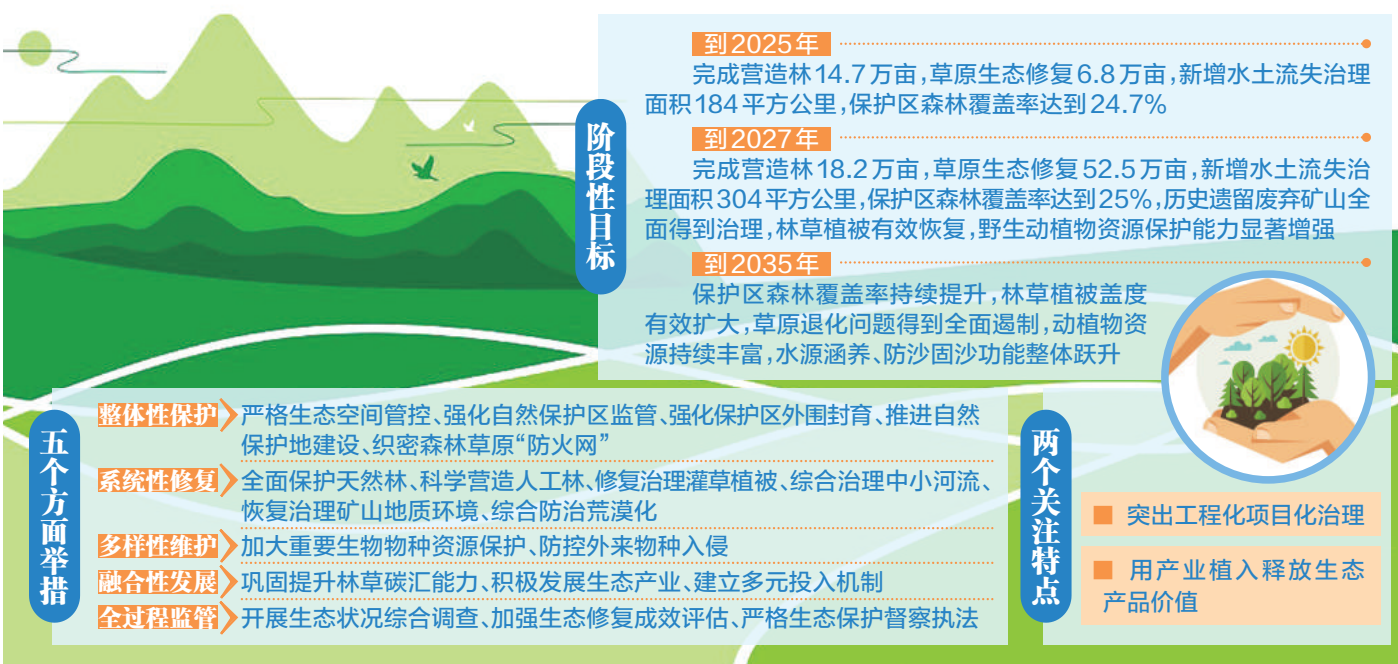 阶段性目标
到2025年
完成营造林14.7万亩,草原生态修复6.8万亩,新增水土流失治理
面积184平方公里,保护区森林覆盖率达到24.7%
到2027年
完成营造林18.2万亩,草原生态修复52.5万亩,新增水土流失治
理面积304平方公里,保护区森林覆盖率达到25%,历史遗留废弃矿山全
面得到治理,林草植被有效恢复,野生动植物资源保护能力显著增强
到2035年
保护区森林覆盖率持续提升,林草植被盖度
有效扩大,草原退化问题得到全面遏制,动植物资
源持续丰富,水源涵养、防沙固沙功能整体跃升
五个方面举措
整体性保护
严格生态空间管控、强化自然保护区监管、强化保护区外围封育、推进自然
保护地建设、织密森林草原“防火网”
系统性修复
全面保护天然林、科学营造人工林、修复治理灌草植被、综合治理中小河流、
恢复治理矿山地质环境、综合防治荒漠化
多样性维护
加大重要生物物种资源保护、防控外来物种入侵
融合性发展
巩固提升林草碳汇能力、积极发展生态产业、建立多元投入机制
全过程监管
开展生态状况综合调查、加强生态修复成效评估、严格生态保护督察执法
两个关注特点
■ 突出工程化项目化治理
■ 用产业植入释放生态
产品价值